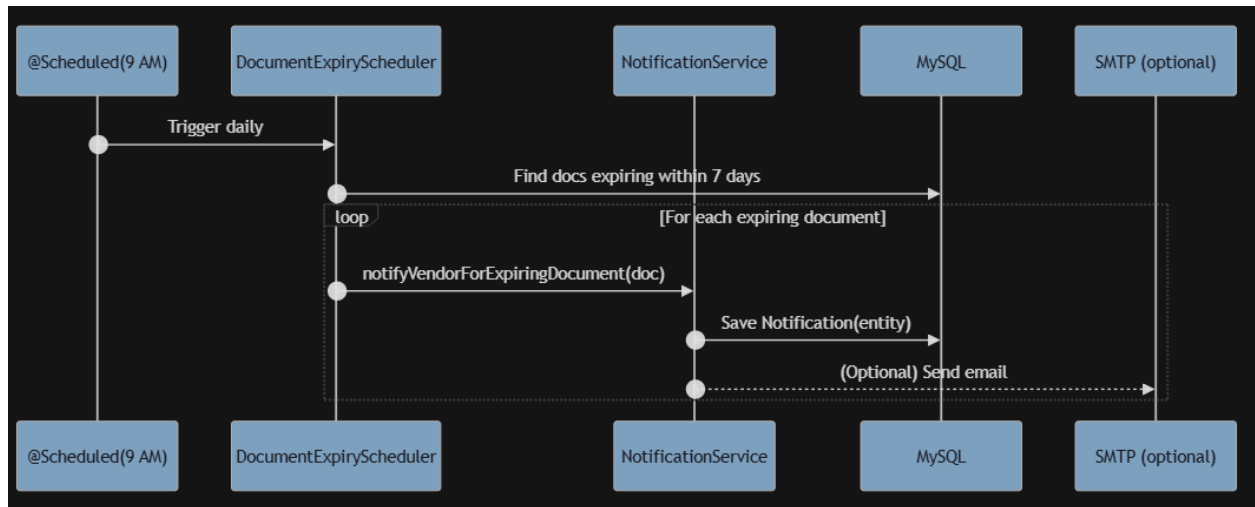 @Scheduled(9 AM)
DocumentExpiryScheduler
NotificationService
MySQL
SMTP (optional)
Trigger daily
Find docs expiring within 7 days
loop
[For each expiring document]
notifyVendorForExpiringDocument(doc)
Save Notification(entity)
(Optional) Send email
@Scheduled(9 AM)
DocumentExpiryScheduler
NotificationService
MySQL
SMTP (optional)